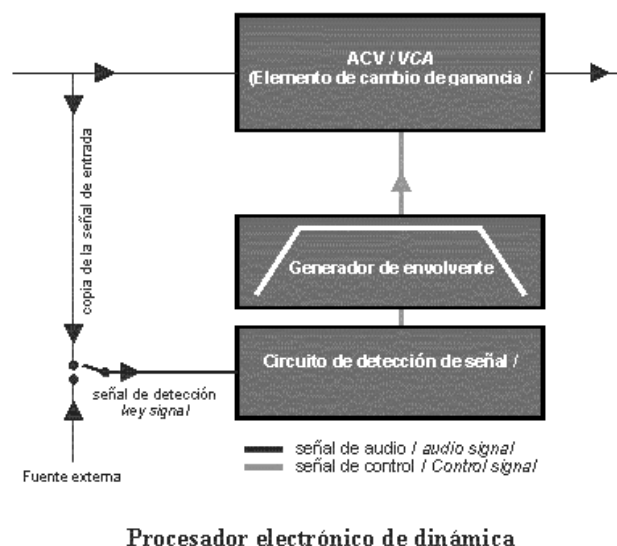 ACV / VCA
(Elemento de cambio de ganancia /
copia de la señal de entrada
Generador de envolvente
Circuito de detección de señal /
señal de detección
key signal
señal de audio / audio signal
señal de control / Control signal
Fuente externa
Procesador electrónico de dinámica